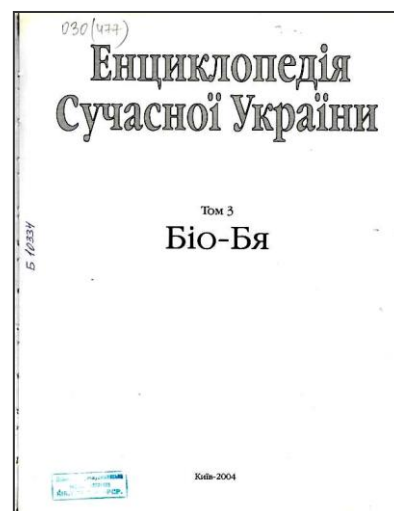 030(477)
Енциклопедія
Сучасної України
Том 3
Біо-Бя
Б 10334
Київ-2004